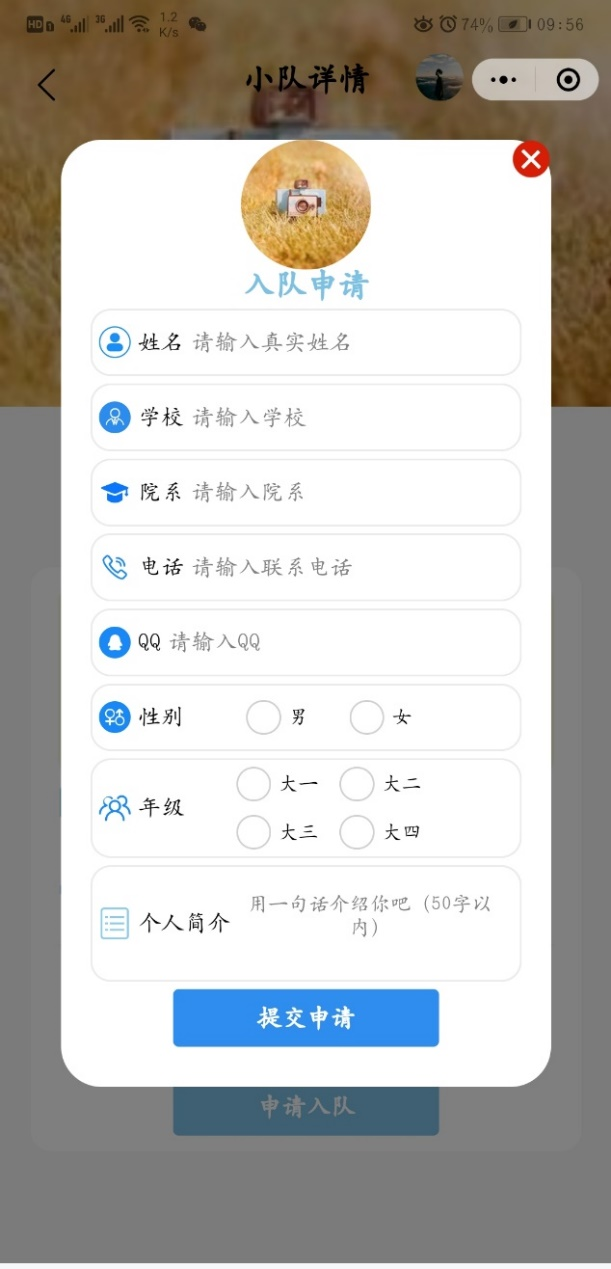 HD 4G 3G 1.2 K/s 74% 09:56
小队详情
入队申请
姓名 请输入真实姓名
学校 请输入学校
院系 请输入院系
电话 请输入联系电话
QQ 请输入QQ
性别 男 女
大一 大二
年级
大三 大四
个人简介 用一句话介绍你吧（50字以
内）
提交申请
申请入队